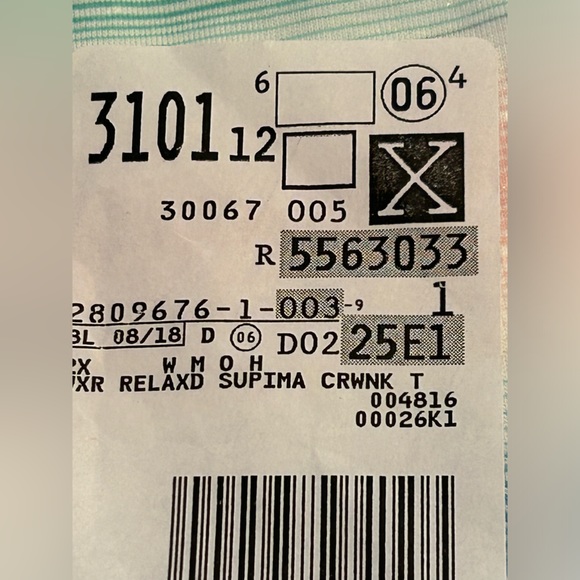 6 06 4
3101 12 X
30067 005
R 5563033
2809676-1-003-9 1
BL 08/18 D 06 D02 25E1
PX W M O H
XR RELAXD SUPIMA CRWNK T
004816
00026K1